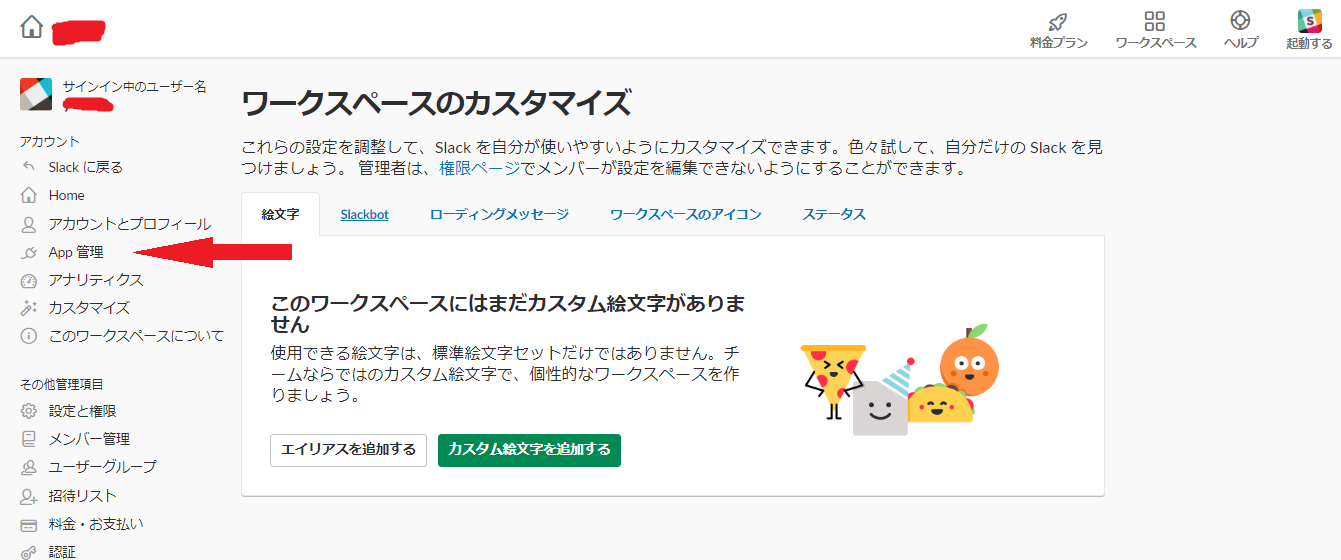 料金プラン
ワークスペース
ヘルプ
起動する
サインイン中のユーザー名
アカウント
Slack に戻る
Home
アカウントとプロフィール
App 管理
アナリティクス
カスタマイズ
このワークスペースについて
その他管理項目
設定と権限
メンバー管理
ユーザーグループ
招待リスト
料金・お支払い
認証
ワークスペースのカスタマイズ
これらの設定を調整して、Slack を自分が使いやすいようにカスタマイズできます。色々試して、自分だけの Slack を見
つけましょう。 管理者は、権限ページでメンバーが設定を編集できないようにすることができます。
絵文字
Slackbot
ローディングメッセージ
ワークスペースのアイコン
ステータス
このワークスペースにはまだカスタム絵文字がありま
せん
使用できる絵文字は、標準絵文字セットだけではありません。チ
ームならではのカスタム絵文字で、個性的なワークスペースを作
りましょう。
エイリアスを追加する
カスタム絵文字を追加する